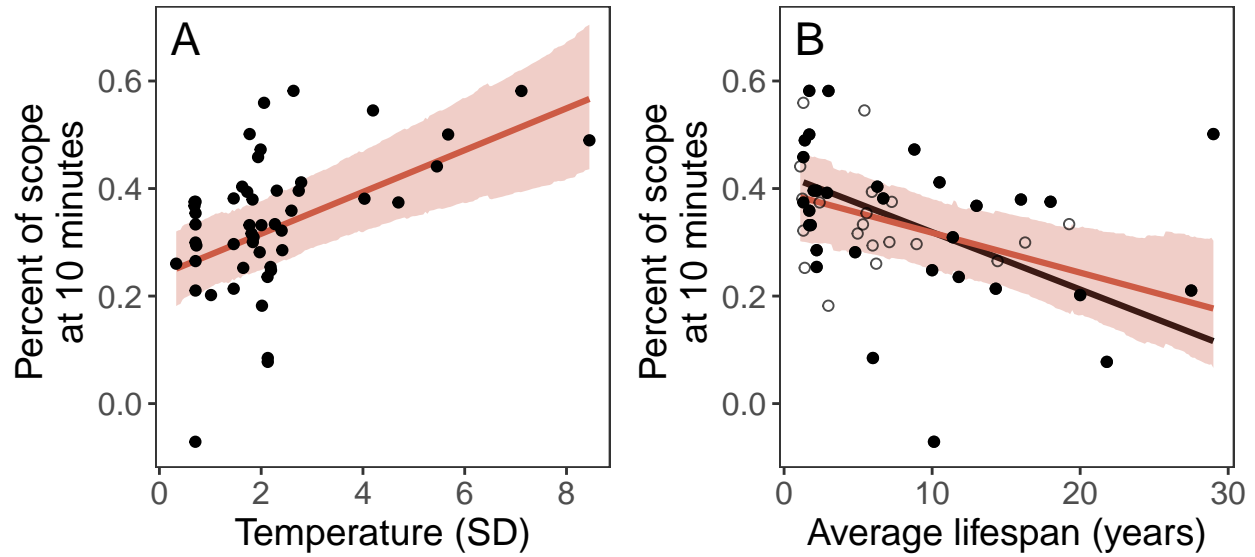 A
Percent of scope
at 10 minutes
0.6
0.4
0.2
0.0
0 2 4 6 8
Temperature (SD)
B
Percent of scope
at 10 minutes
0.6
0.4
0.2
0.0
0 10 20 30
Average lifespan (years)